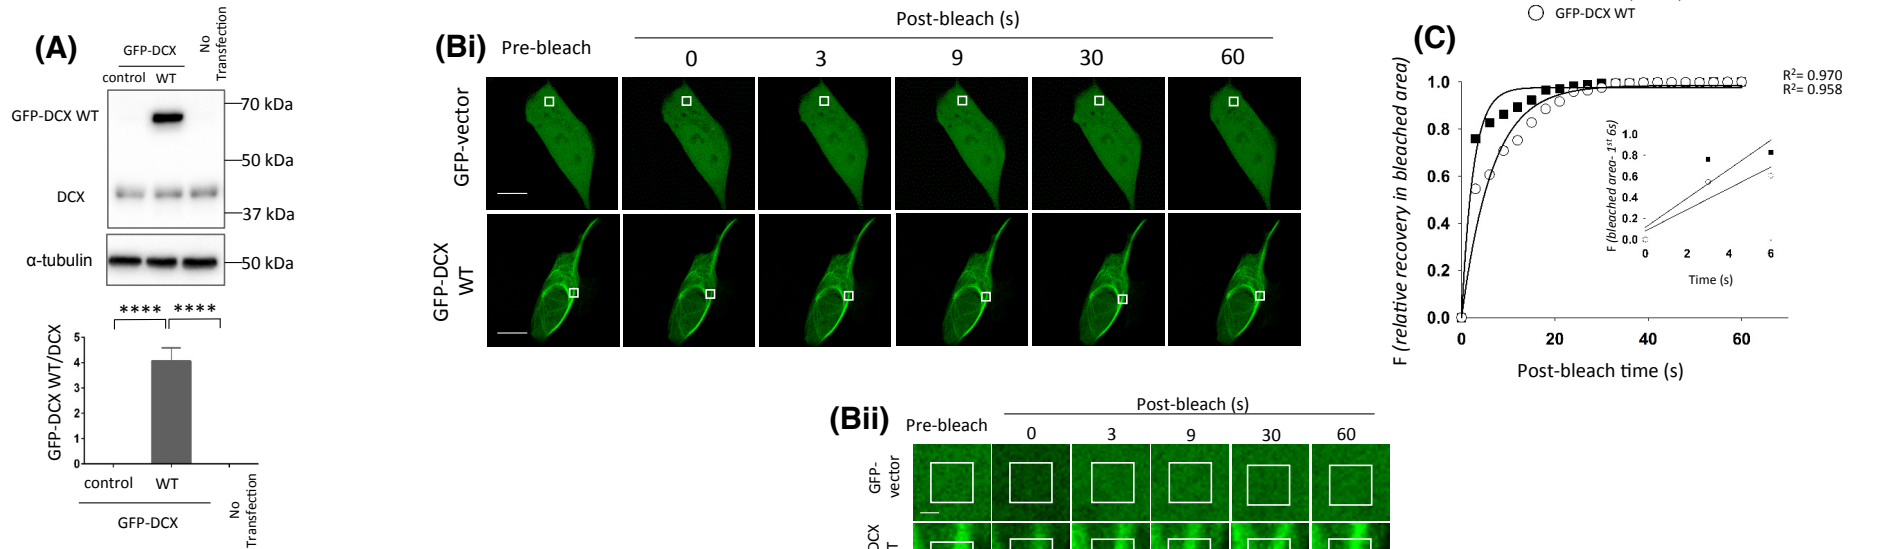 (A)
GFP-DCX
No Transfection
control WT
GFP-DCX WT
70 kDa
50 kDa
DCX
37 kDa
α-tubulin
50 kDa
**** ****
GFP-DCX WT/DCX
5
4
3
2
1
0
control WT
No Transfection
GFP-DCX
(Bi)
Post-bleach (s)
Pre-bleach
0 3 9 30 60
GFP-vector
GFP-DCX
WT
(Bii)
Post-bleach (s)
Pre-bleach
0 3 9 30 60
GFP-
vector
DCX
(C)
GFP-DCX WT
F (relative recovery in bleached area)
1.0
0.8
0.6
0.4
0.2
0.0
0 20 40 60
Post-bleach time (s)
R²= 0.970
R²= 0.958
F (bleached area- 1st 6s)
1.0
0.8
0.6
0.4
0.2
0.0
0 2 4 6
Time (s)